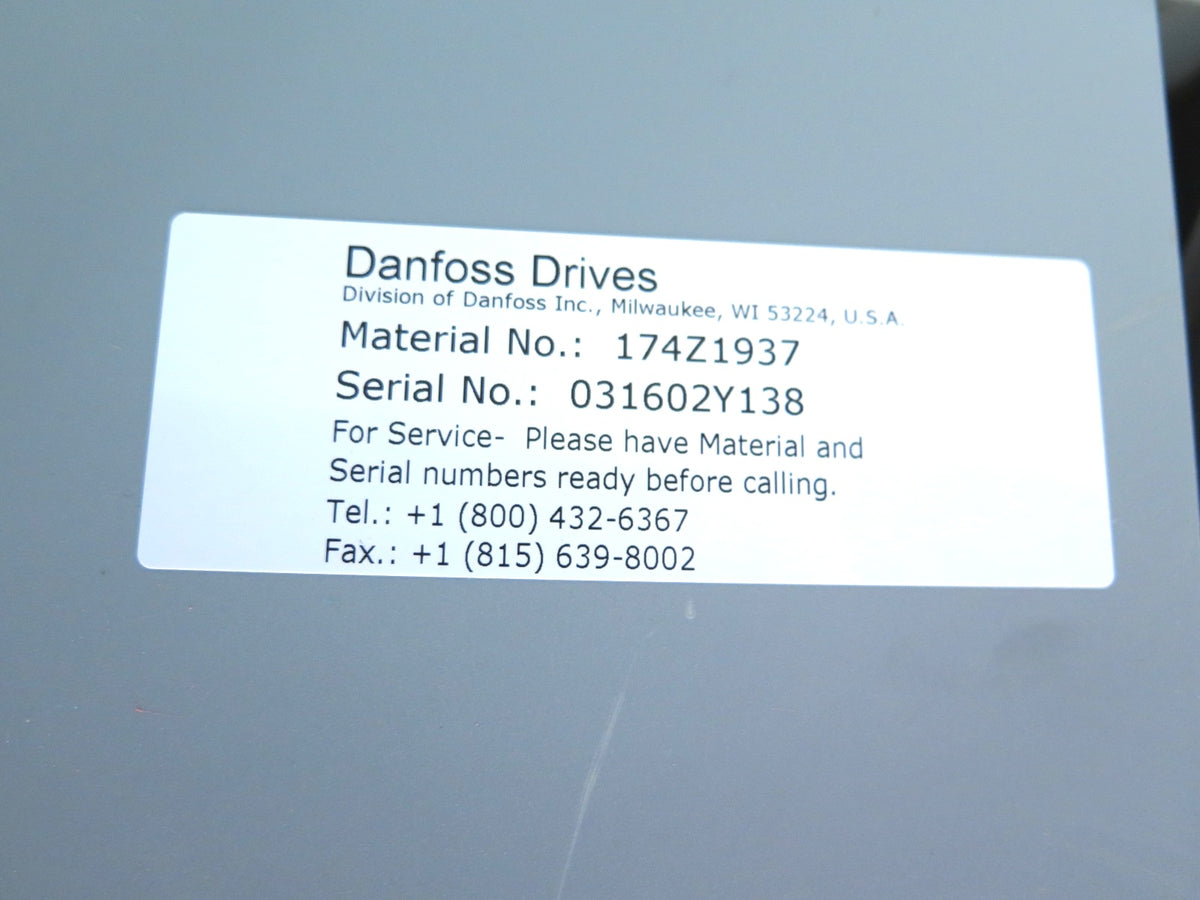 Danfoss Drives
Division of Danfoss Inc., Milwaukee, WI 53224, U.S.A.
Material No.: 174Z1937
Serial No.: 031602Y138
For Service- Please have Material and
Serial numbers ready before calling.
Tel.: +1 (800) 432-6367
Fax.: +1 (815) 639-8002